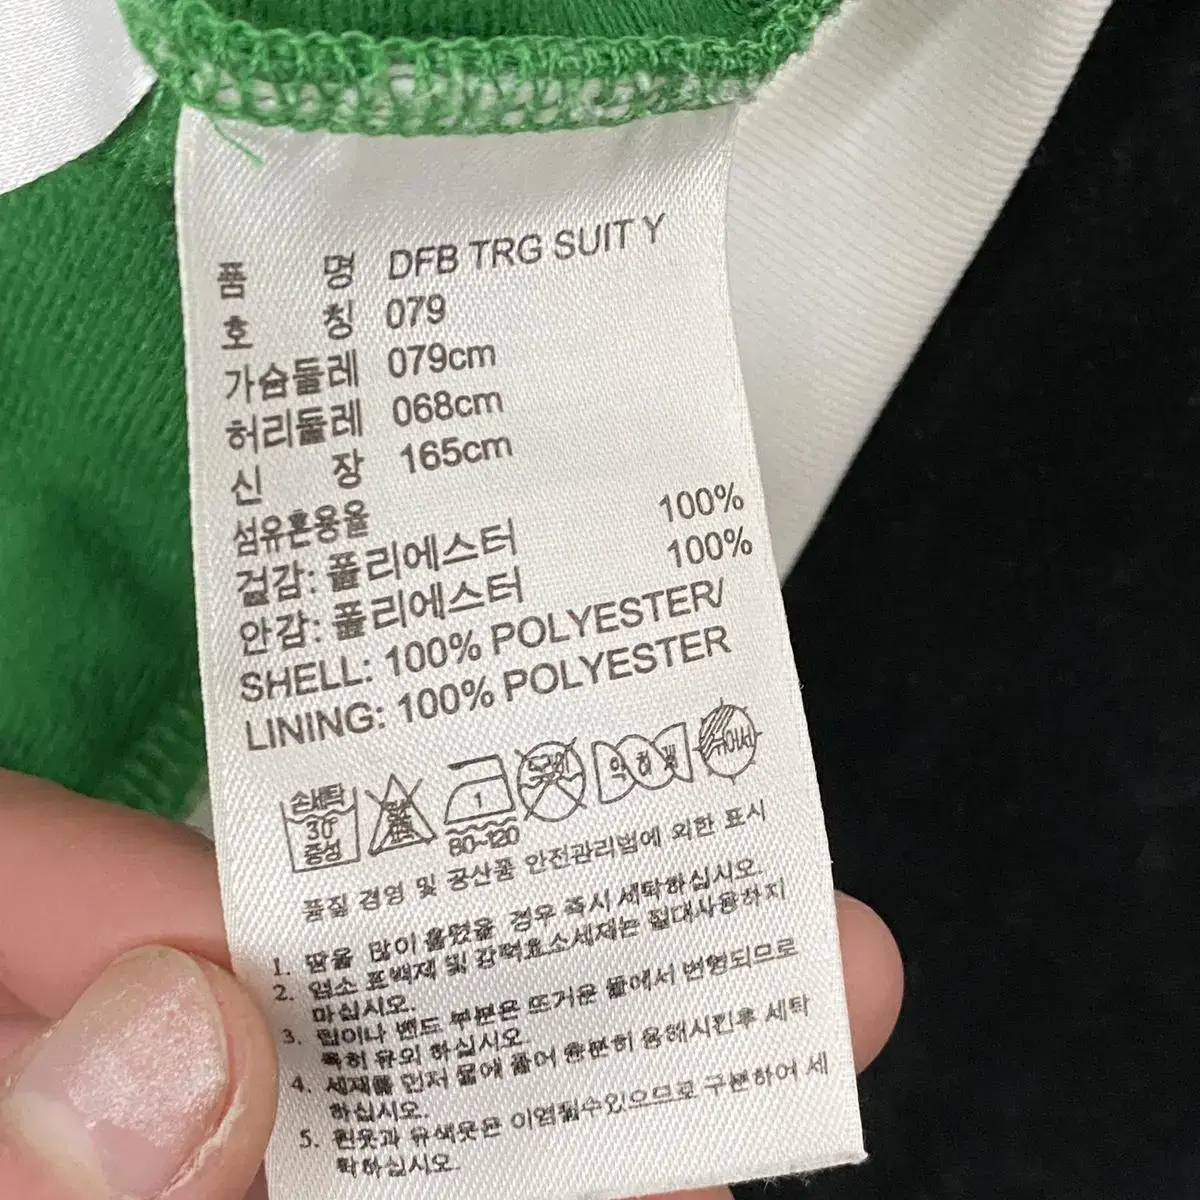 품 명 DFB TRG SUIT Y
호 칭 079
가슴둘레 079cm
허리둘레 068cm
신 장 165cm
섬유혼용율
겉감: 폴리에스터 100%
안감: 폴리에스터 100%
SHELL: 100% POLYESTER/
LINING: 100% POLYESTER
손세탁 30° 중성
1 80~120
드라이
약하게
뉘어서
품질 경영 및 공산품 안전관리법에 의한 표시
1. 땀을 많이 흘렸을 경우 즉시 세탁하십시오.
2. 염소 표백제 및 강력효소세제는 절대사용하지
마십시오.
3. 립이나 밴드 부분은 뜨거운 물에서 변형되므로
특히 유의 하십시오.
4. 세제를 먼저 물에 풀어 충분히 용해시킨후 세탁
하십시오.
5. 흰옷과 유색옷은 이염될수있으므로 구분하여 세
탁하십시오.